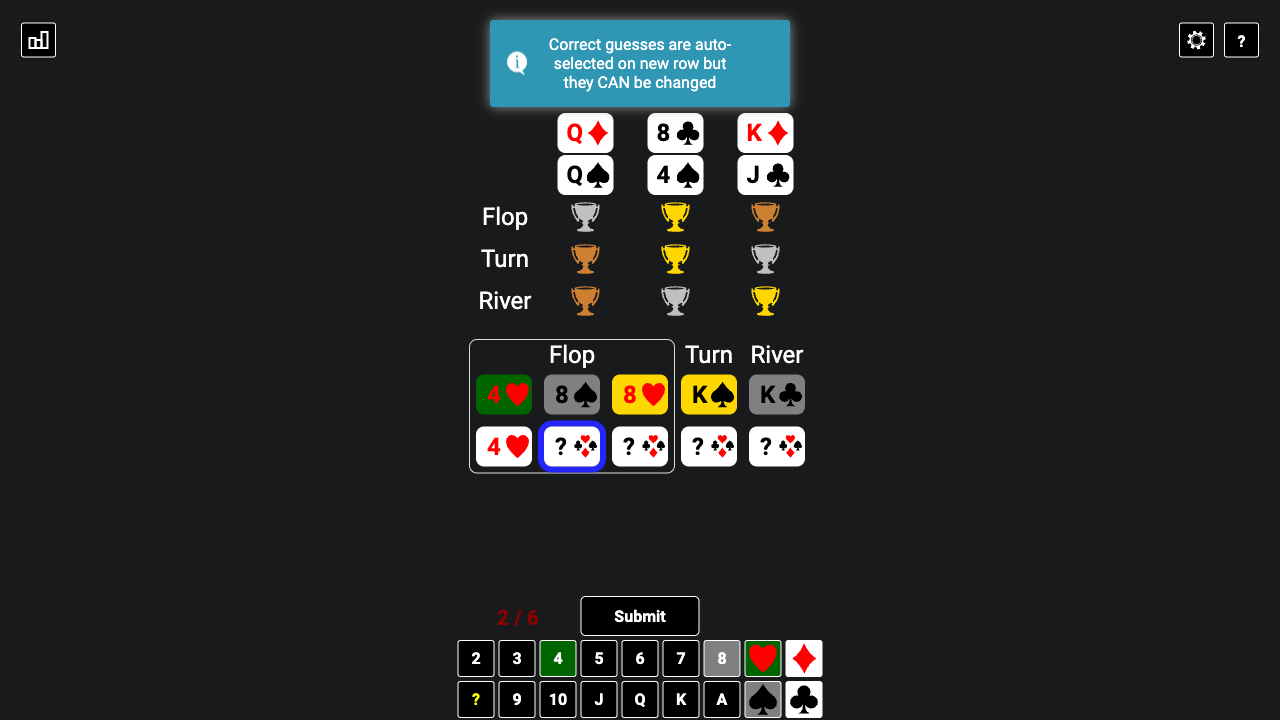 Correct guesses are auto-
selected on new row but
they CAN be changed
?
Q 8 K
Q 4 J
Flop
Turn
River
Flop Turn River
4 8 8 K K
4 ? ? ? ?
2 / 6 Submit
2 3 4 5 6 7 8
? 9 10 J Q K A